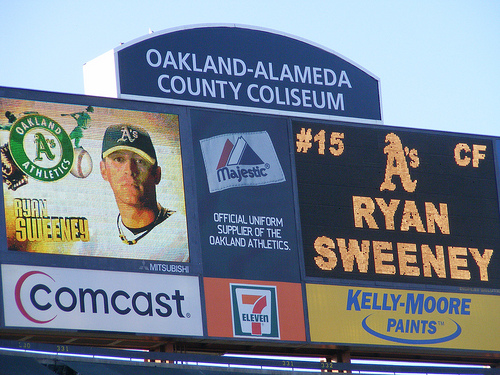 OAKLAND-ALAMEDA
COUNTY COLISEUM
OAKLAND
A's
ATHLETICS
A's
RYAN
SWEENEY
MITSUBISHI
Majestic®
OFFICIAL UNIFORM
SUPPLIER OF THE
OAKLAND ATHLETICS.
#15 A's CF
RYAN
SWEENEY
comcast®
7
ELEVEN
KELLY-MOORE
PAINTS™